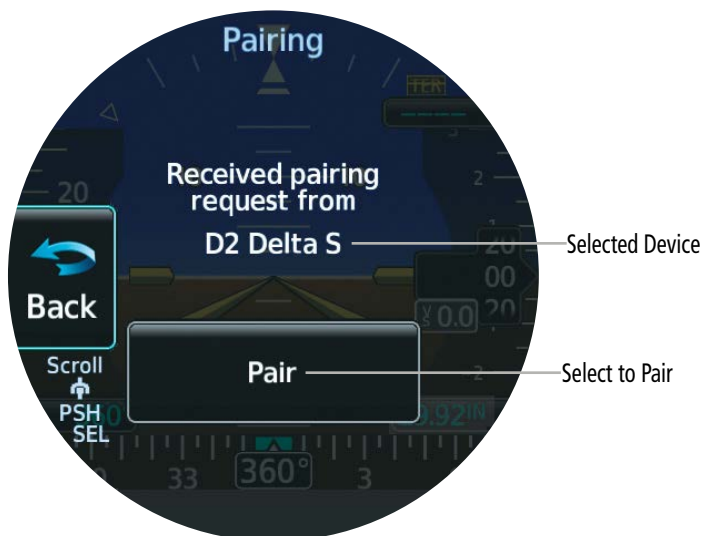 Pairing
TER
20
2
Received pairing
request from
D2 Delta S
Selected Device
20
00
20
Back
0.0
Pair
Select to Pair
Scroll
PSH
SEL
2
9.92IN
33
360°
3